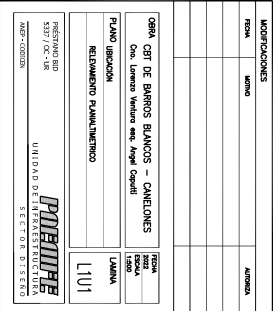 MODIFICACIONES
FECHA MOTIVO AUTORIZA
OBRA CBT DE BARROS BLANCOS – CANELONES
Cno. Lorenzo Ventura esq. Angel Caputti
FECHA
2022
ESCALA
1:500
PLANO UBICACIÓN
RELEVAMIENTO PLANIALTIMETRICO
LAMINA
L1U1
PRÉSTAMO BID
5337 / OC - UR
ANEP - CODICEN
PAEMFE
UNIDAD DE INFRAESTRUCTURA
SECTOR DISEÑO